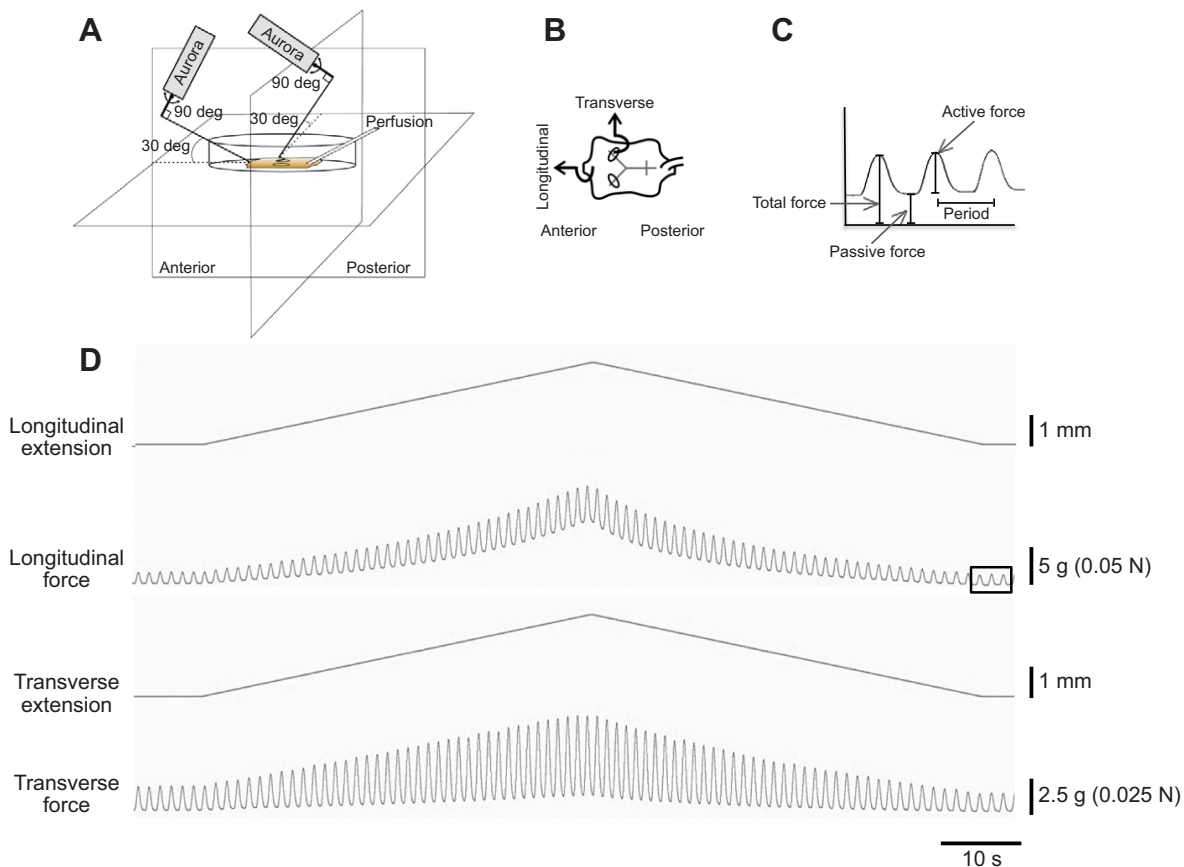 A
Aurora
Aurora
90 deg
90 deg
30 deg
30 deg
Perfusion
Anterior
Posterior
B
Transverse
Longitudinal
Anterior
Posterior
C
Active force
Total force
Period
Passive force
D
Longitudinal
extension
1 mm
Longitudinal
force
5 g (0.05 N)
Transverse
extension
1 mm
Transverse
force
2.5 g (0.025 N)
10 s